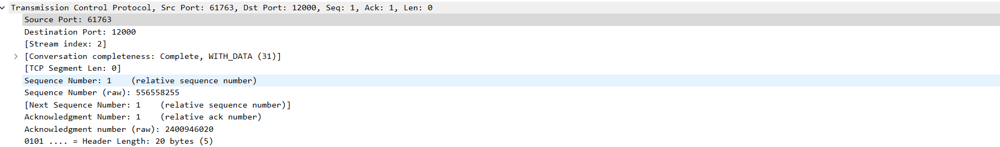 Transmission Control Protocol, Src Port: 61763, Dst Port: 12000, Seq: 1, Ack: 1, Len: 0
Source Port: 61763
Destination Port: 12000
[Stream index: 2]
[Conversation completeness: Complete, WITH_DATA (31)]
[TCP Segment Len: 0]
Sequence Number: 1    (relative sequence number)
Sequence Number (raw): 556558255
[Next Sequence Number: 1    (relative sequence number)]
Acknowledgment Number: 1    (relative ack number)
Acknowledgment number (raw): 2400946020
0101 .... = Header Length: 20 bytes (5)